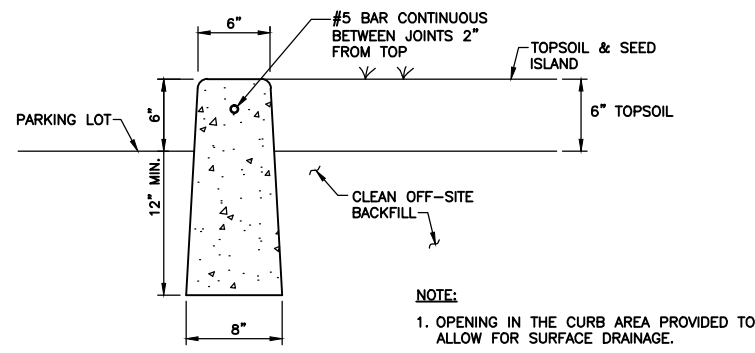 6"
#5 BAR CONTINUOUS
BETWEEN JOINTS 2"
FROM TOP
TOPSOIL & SEED
ISLAND
6"
6" TOPSOIL
PARKING LOT
12" MIN.
CLEAN OFF-SITE
BACKFILL
8"
NOTE:
1. OPENING IN THE CURB AREA PROVIDED TO
ALLOW FOR SURFACE DRAINAGE.